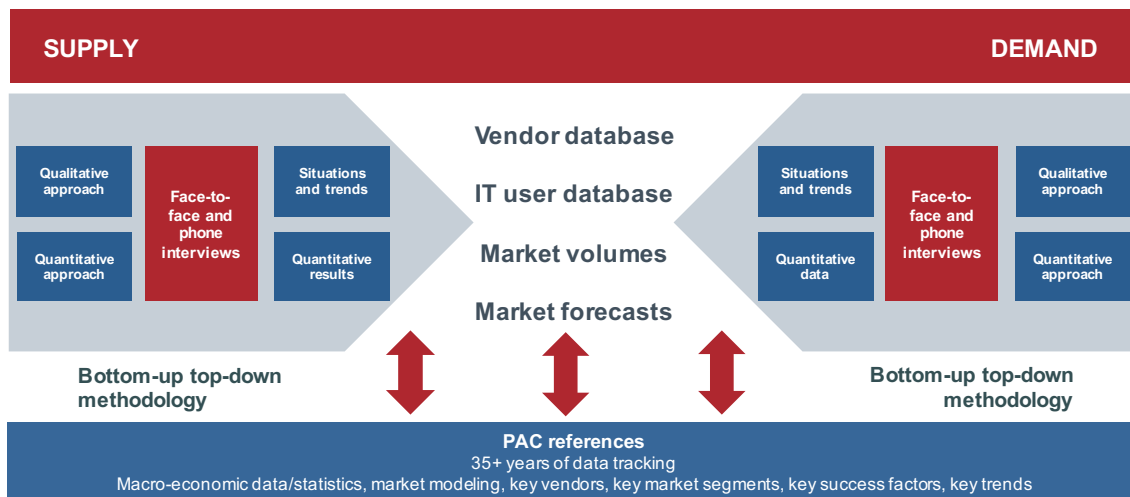 SUPPLY
DEMAND
Qualitative
approach
Quantitative
approach
Face-to-
face and
phone
interviews
Situations
and trends
Quantitative
results
Vendor database
IT user database
Market volumes
Market forecasts
Situations
and trends
Quantitative
data
Face-to-
face and
phone
interviews
Qualitative
approach
Quantitative
approach
Bottom-up top-down
methodology
Bottom-up top-down
methodology
PAC references
35+ years of data tracking
Macro-economic data/statistics, market modeling, key vendors, key market segments, key success factors, key trends